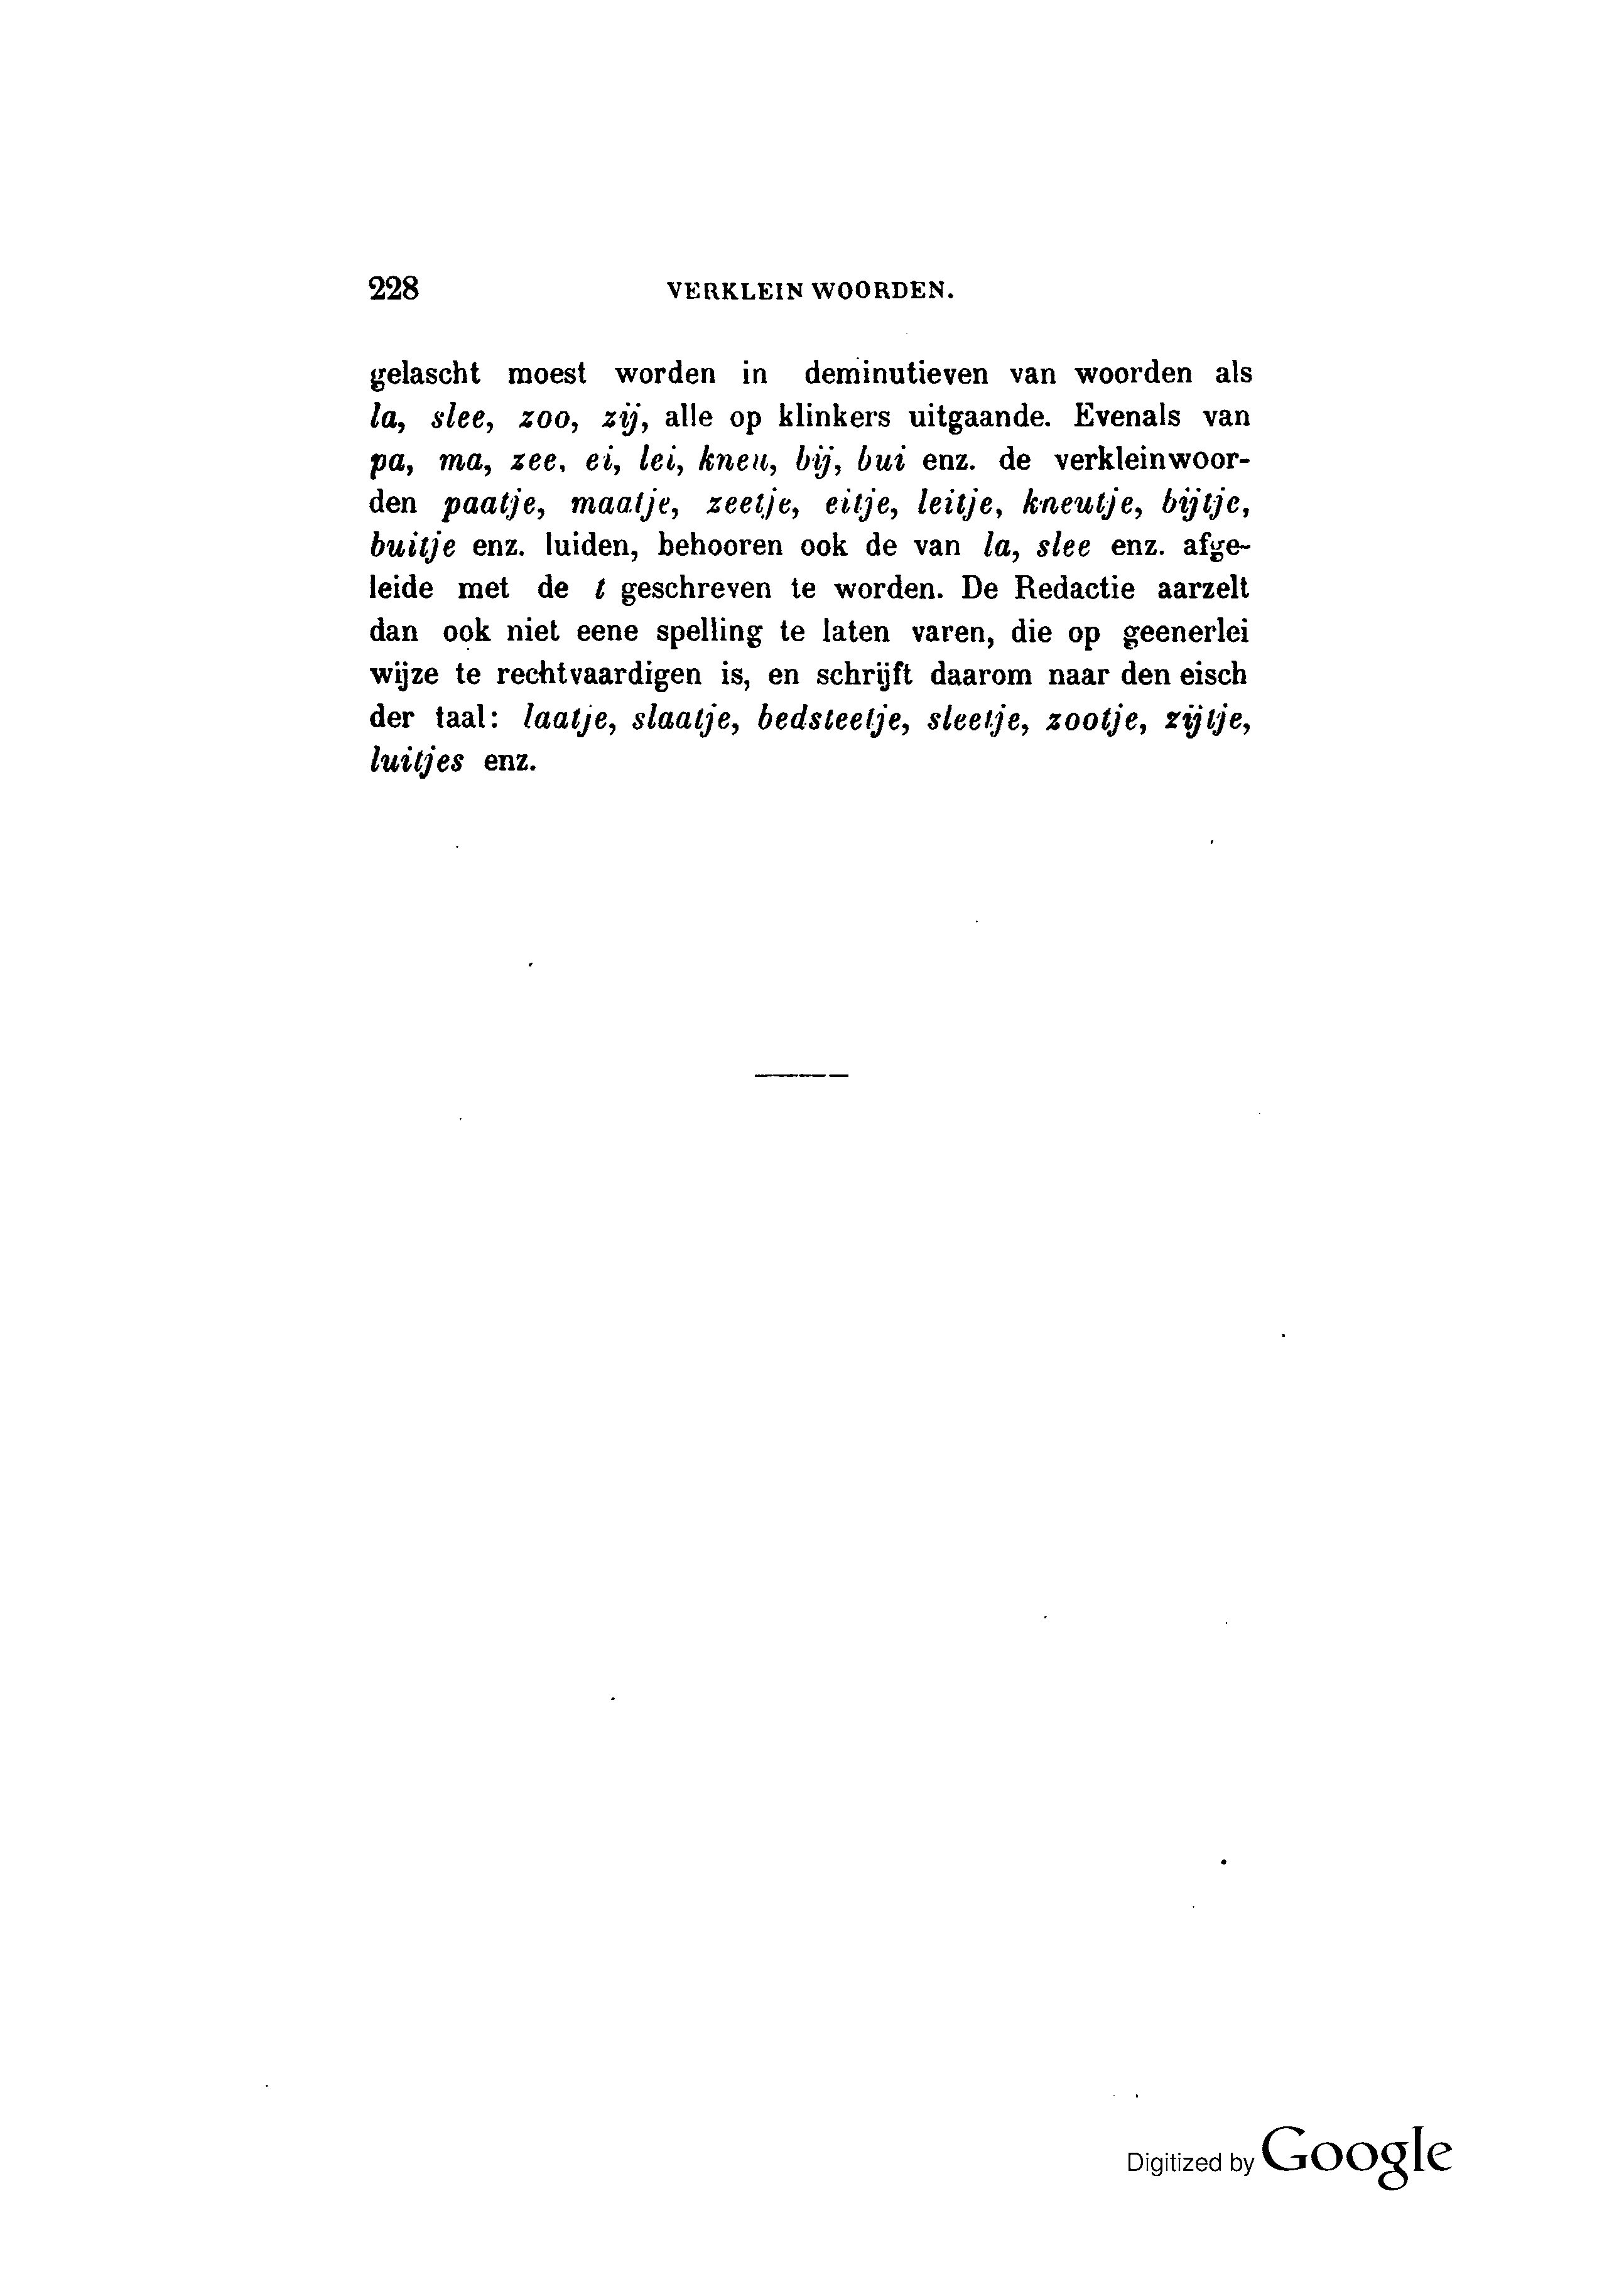 228 VERKLEINWOORDEN.
gelascht moest worden in deminutieven van woorden als
la, slee, zoo, zij, alle op klinkers uitgaande. Evenals van
pa, ma, zee, ei, lei, kneu, bij, bui enz. de verkleinwoor-
den paatje, maatje, zeetje, eitje, leitje, kneutje, bijtje,
buitje enz. luiden, behooren ook de van la, slee enz. afge-
leide met de t geschreven te worden. De Redactie aarzelt
dan ook niet eene spelling te laten varen, die op geenerlei
wijze te rechtvaardigen is, en schrijft daarom naar den eisch
der taal: laatje, slaatje, bedsteetje, sleetje, zootje, zijtje,
luitjes enz.
Digitized by Google